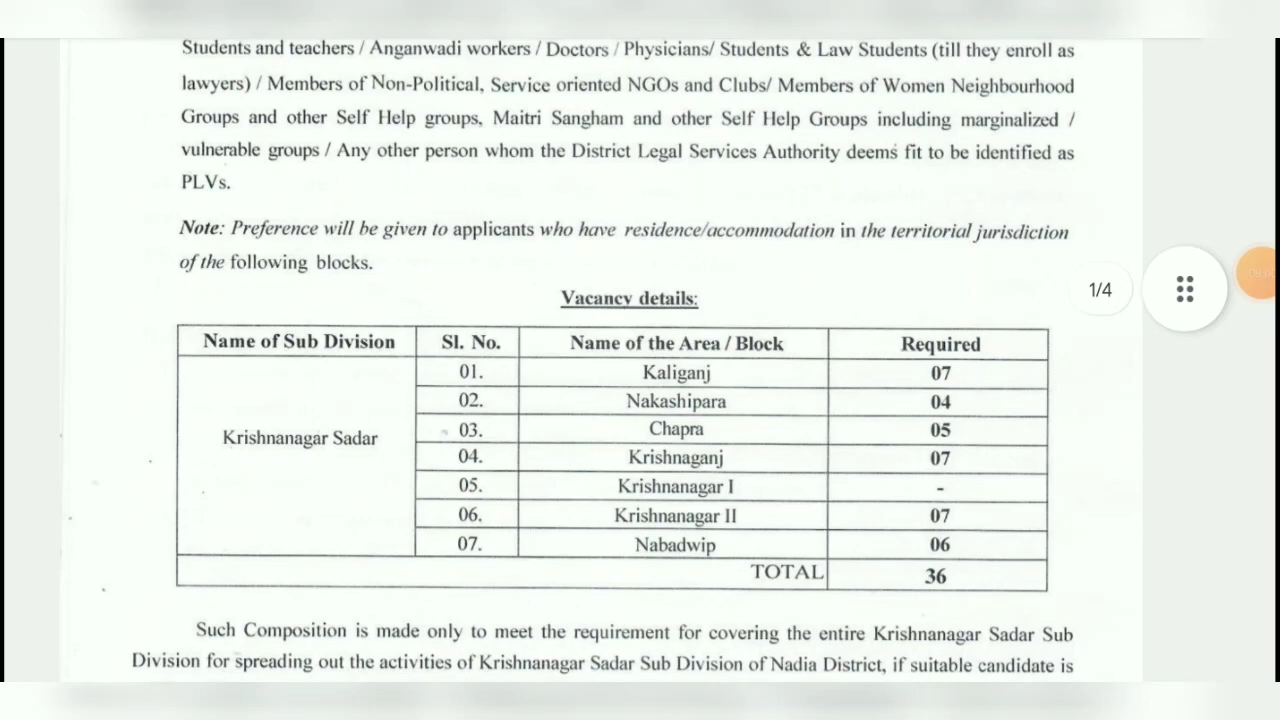 Students and teachers / Anganwadi workers / Doctors / Physicians/ Students & Law Students (till they enroll as
lawyers) / Members of Non-Political, Service oriented NGOs and Clubs/ Members of Women Neighbourhood
Groups and other Self Help groups, Maitri Sangham and other Self Help Groups including marginalized /
vulnerable groups / Any other person whom the District Legal Services Authority deems fit to be identified as
PLVs.
Note: Preference will be given to applicants who have residence/accommodation in the territorial jurisdiction
of the following blocks.
1/4
Vacancy details:
Name of Sub Division Sl. No. Name of the Area / Block Required
01. Kaliganj 07
02. Nakashipara 04
Krishnanagar Sadar 03. Chapra 05
04. Krishnaganj 07
05. Krishnanagar I -
06. Krishnanagar II 07
07. Nabadwip 06
TOTAL 36
Such Composition is made only to meet the requirement for covering the entire Krishnanagar Sadar Sub
Division for spreading out the activities of Krishnanagar Sadar Sub Division of Nadia District, if suitable candidate is